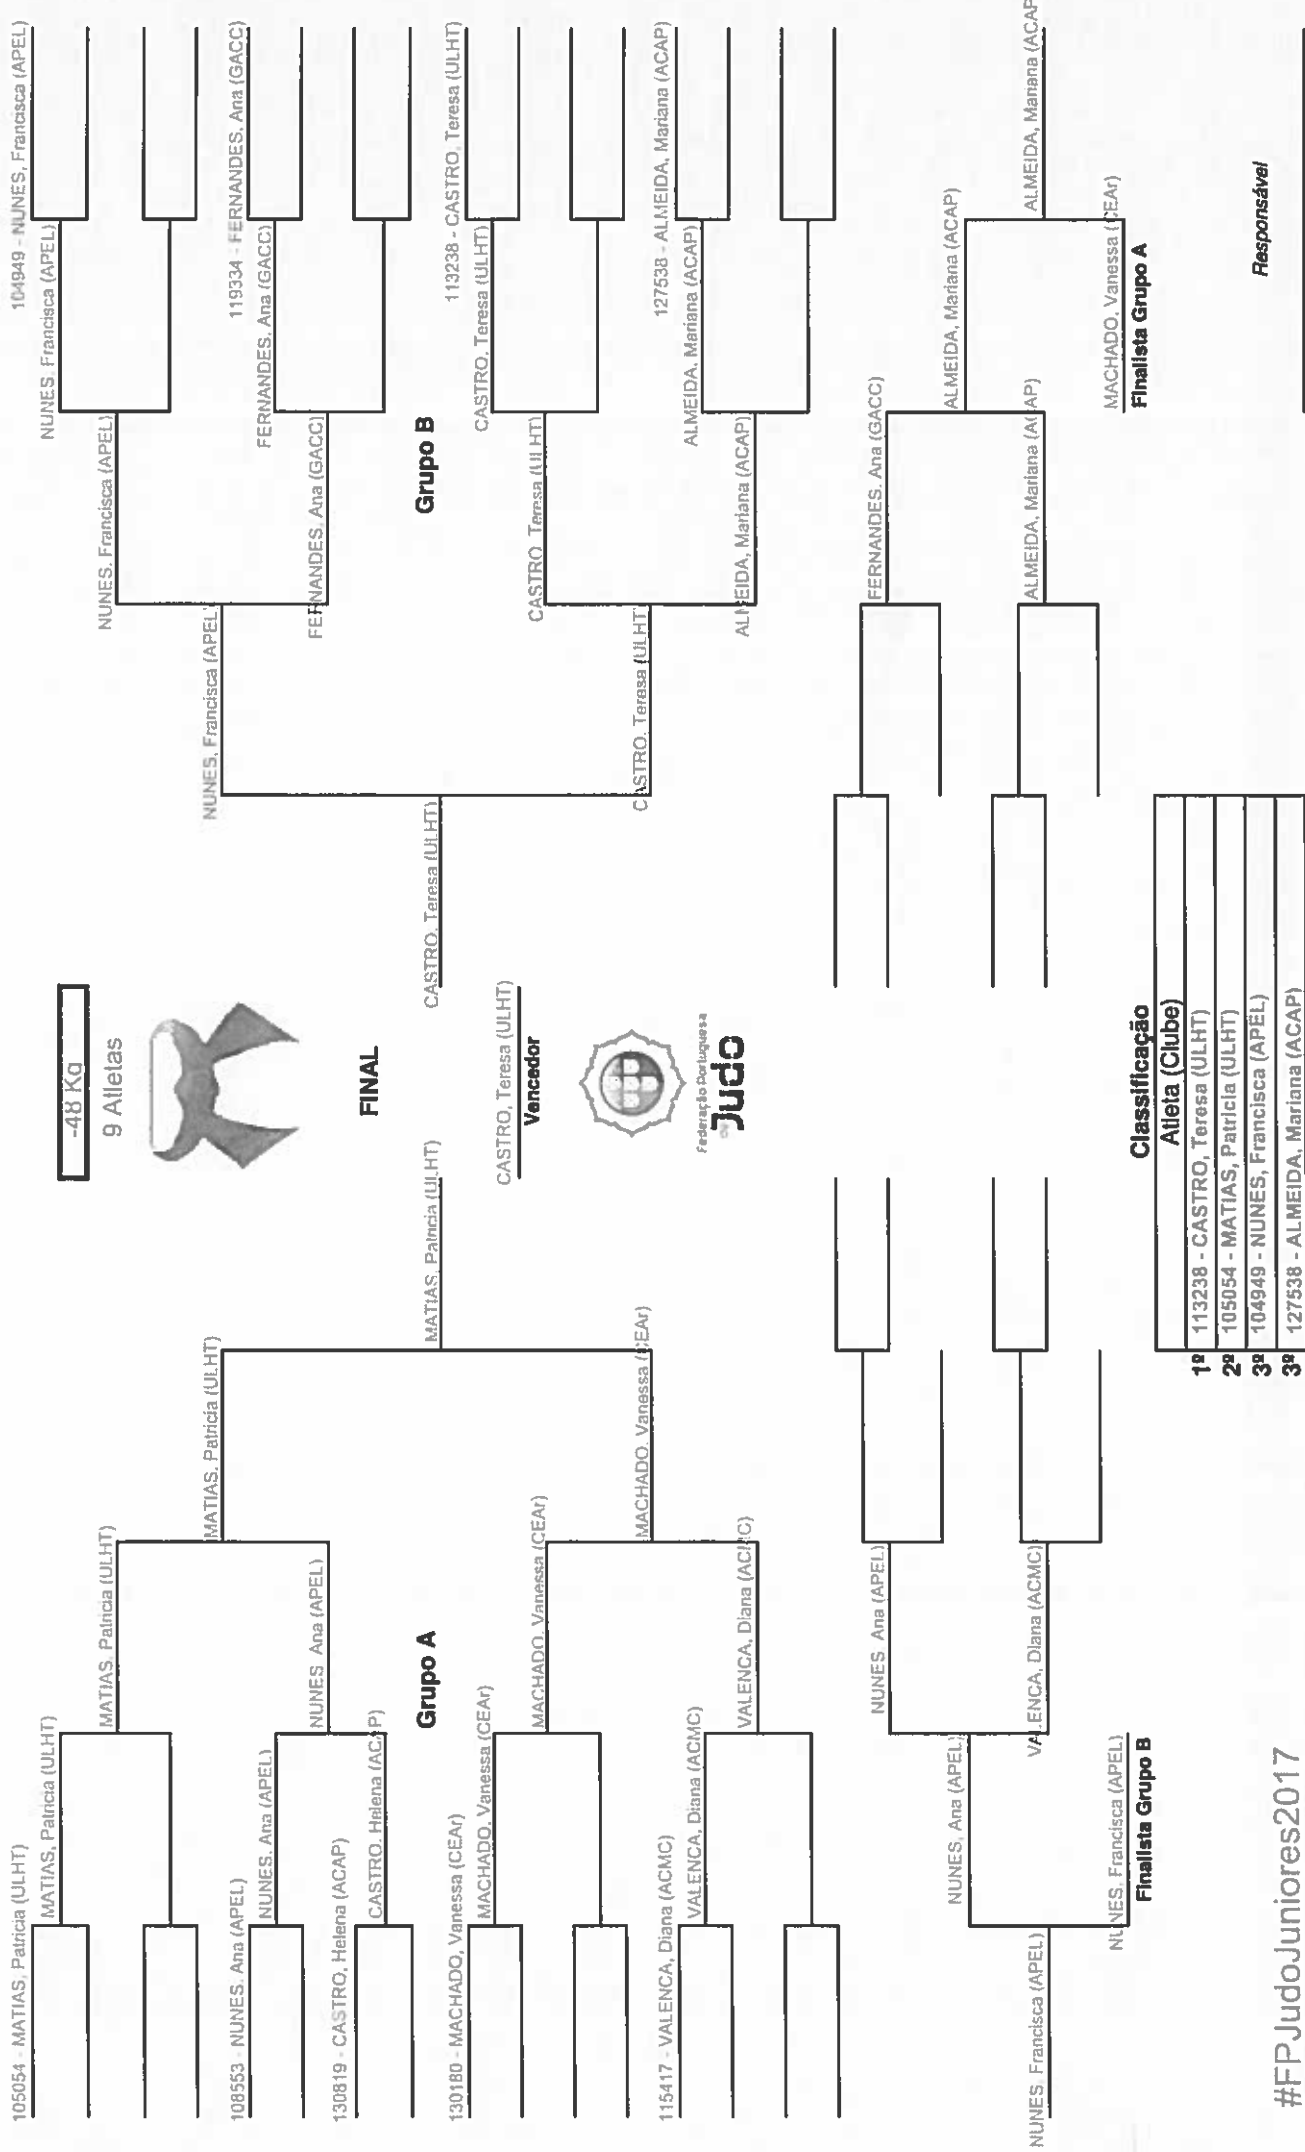 -48 Kg
9 Atletas
105054 - MATIAS, Patricia (ULHT)
MATIAS, Patricia (ULHT)
MATIAS, Patricia (ULHT)
MATIAS, Patricia (ULHT)
108553 - NUNES, Ana (APEL)
NUNES, Ana (APEL)
NUNES, Ana (APEL)
130819 - CASTRO, Helena (ACAP)
CASTRO, Helena (ACAP)
Grupo A
130180 - MACHADO, Vanessa (CEAr)
MACHADO, Vanessa (CEAr)
MACHADO, Vanessa (CEAr)
MACHADO, Vanessa (CEAr)
115417 - VALENCA, Diana (ACMC)
VALENCA, Diana (ACMC)
VALENCA, Diana (ACMC)
MATIAS, Patricia (ULHT)
FINAL
CASTRO, Teresa (ULHT)
CASTRO, Teresa (ULHT)
Vencedor
Federação Portuguesa
de
Judo
104949 - NUNES, Francisca (APEL)
NUNES, Francisca (APEL)
NUNES, Francisca (APEL)
NUNES, Francisca (APEL)
119334 - FERNANDES, Ana (GACC)
FERNANDES, Ana (GACC)
FERNANDES, Ana (GACC)
Grupo B
113238 - CASTRO, Teresa (ULHT)
CASTRO, Teresa (ULHT)
CASTRO, Teresa (ULHT)
CASTRO, Teresa (ULHT)
127538 - ALMEIDA, Mariana (ACAP)
ALMEIDA, Mariana (ACAP)
ALMEIDA, Mariana (ACAP)
NUNES, Ana (APEL)
NUNES, Ana (APEL)
VALENCA, Diana (ACMC)
NUNES, Francisca (APEL)
NUNES, Francisca (APEL)
Finalista Grupo B
FERNANDES, Ana (GACC)
ALMEIDA, Mariana (ACAP)
ALMEIDA, Mariana (ACAP)
ALMEIDA, Mariana (ACAP
MACHADO, Vanessa (CEAr)
Finalista Grupo A
Classificação
Atleta (Clube)
1º 113238 - CASTRO, Teresa (ULHT)
2º 105054 - MATIAS, Patricia (ULHT)
3º 104949 - NUNES, Francisca (APEL)
3º 127538 - ALMEIDA, Mariana (ACAP)
Responsável
#FPJudoJuniores2017